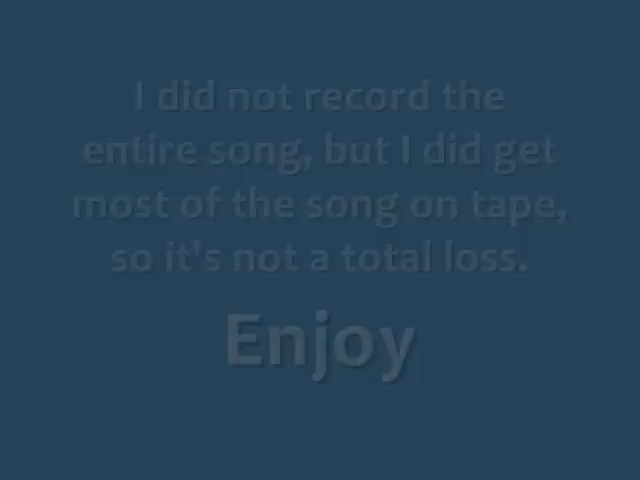 I did not record the
entire song, but I did get
most of the song on tape,
so it's not a total loss.
Enjoy